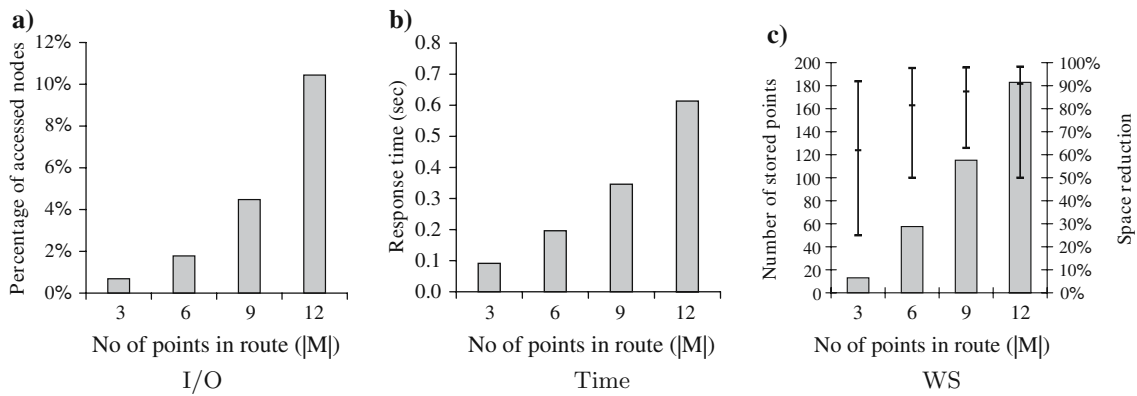 a)
Percentage of accessed nodes
12%
10%
8%
6%
4%
2%
0%
3 6 9 12
No of points in route (|M|)
I/O
b)
Response time (sec)
0.8
0.7
0.6
0.5
0.4
0.3
0.2
0.1
0.0
3 6 9 12
No of points in route (|M|)
Time
c)
Number of stored points
200
180
160
140
120
100
80
60
40
20
0
100%
90%
80%
70%
60%
50%
40%
30%
20%
10%
0%
Space reduction
3 6 9 12
No of points in route (|M|)
WS